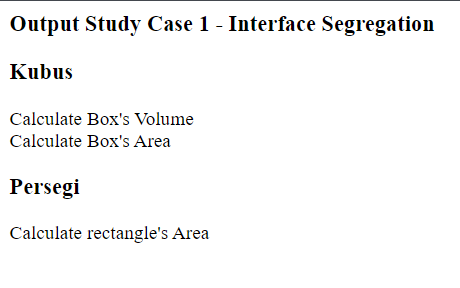 Output Study Case 1 - Interface Segregation
Kubus
Calculate Box's Volume
Calculate Box's Area
Persegi
Calculate rectangle's Area